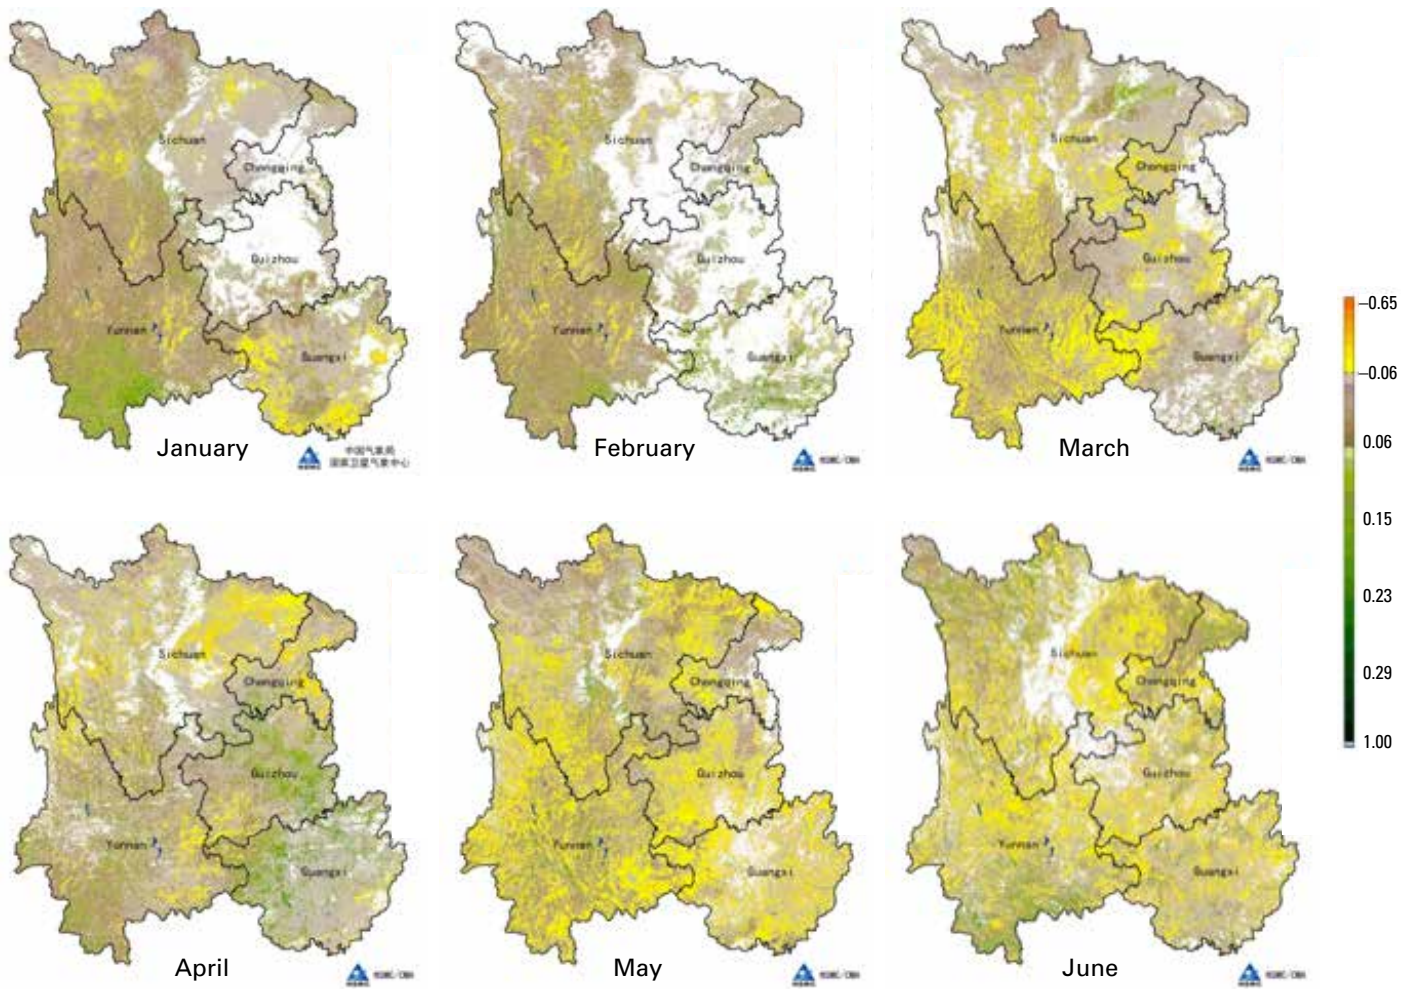 Sichuan
Chongqing
Guizhou
Yunnan
Guangxi
January
中国气象局
国家卫星气象中心
Sichuan
Chongqing
Guizhou
Yunnan
Guangxi
February
NSMC/CMA
Sichuan
Chongqing
Guizhou
Yunnan
Guangxi
March
NSMC/CMA
−0.65
−0.06
0.06
0.15
0.23
0.29
1.00
Sichuan
Chongqing
Guizhou
Yunnan
Guangxi
April
NSMC/CMA
Sichuan
Chongqing
Guizhou
Yunnan
Guangxi
May
NSMC/CMA
Sichuan
Chongqing
Guizhou
Yunnan
Guangxi
June
NSMC/CMA